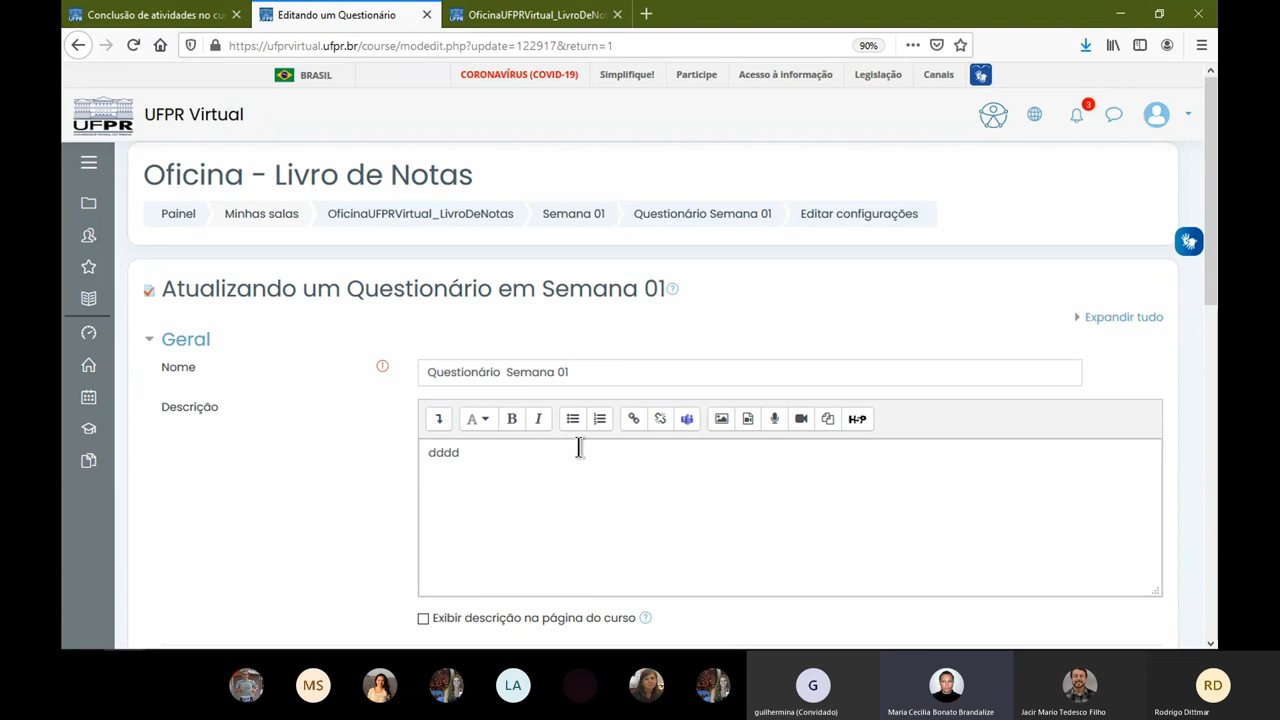 Conclusão de atividades no cu
Editando um Questionário
OficinaUFPRVirtual_LivroDeNot
https://ufprvirtual.ufpr.br/course/modedit.php?update=122917&return=1
90%
BRASIL
CORONAVÍRUS (COVID-19)
Simplifique!
Participe
Acesso à informação
Legislação
Canais
UFPR
UFPR Virtual
3
Oficina - Livro de Notas
Painel
Minhas salas
OficinaUFPRVirtual_LivroDeNotas
Semana 01
Questionário Semana 01
Editar configurações
Atualizando um Questionário em Semana 01
Expandir tudo
Geral
Nome
Questionário Semana 01
Descrição
A B I H-P
dddd
Exibir descrição na página do curso
MS
LA
G
RD
guilhermina (Convidado)
Maria Cecilia Bonato Brandalize
Jacir Mario Tedesco Filho
Rodrigo Dittmar